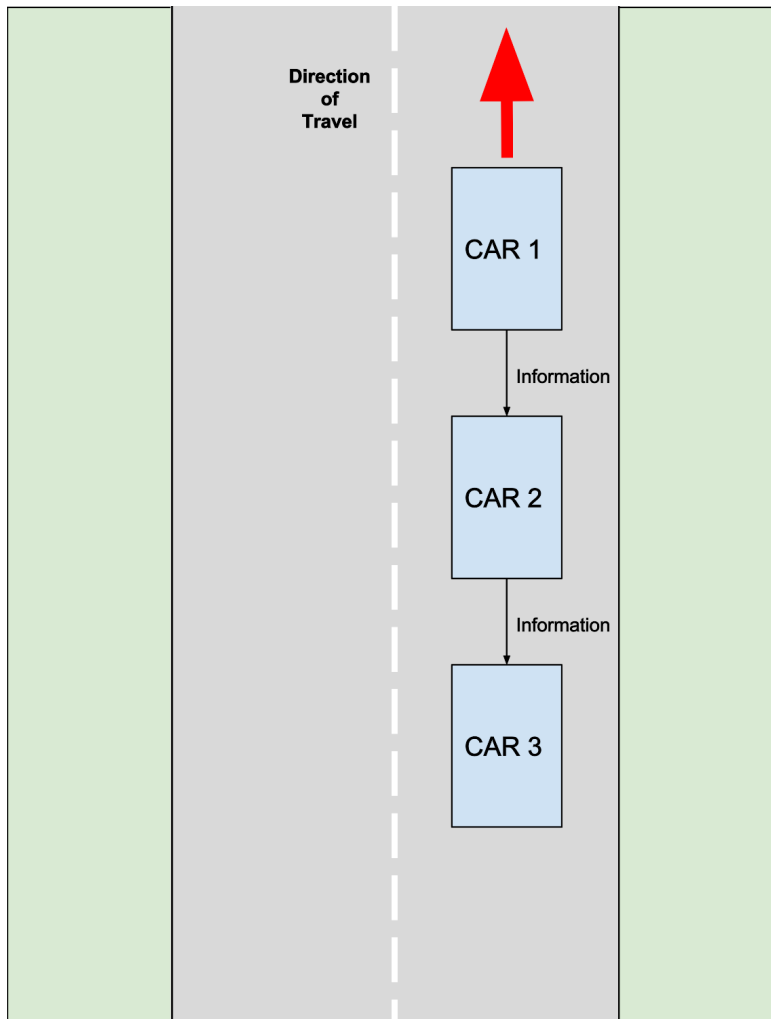 Direction
of
Travel
CAR 1
Information
CAR 2
Information
CAR 3